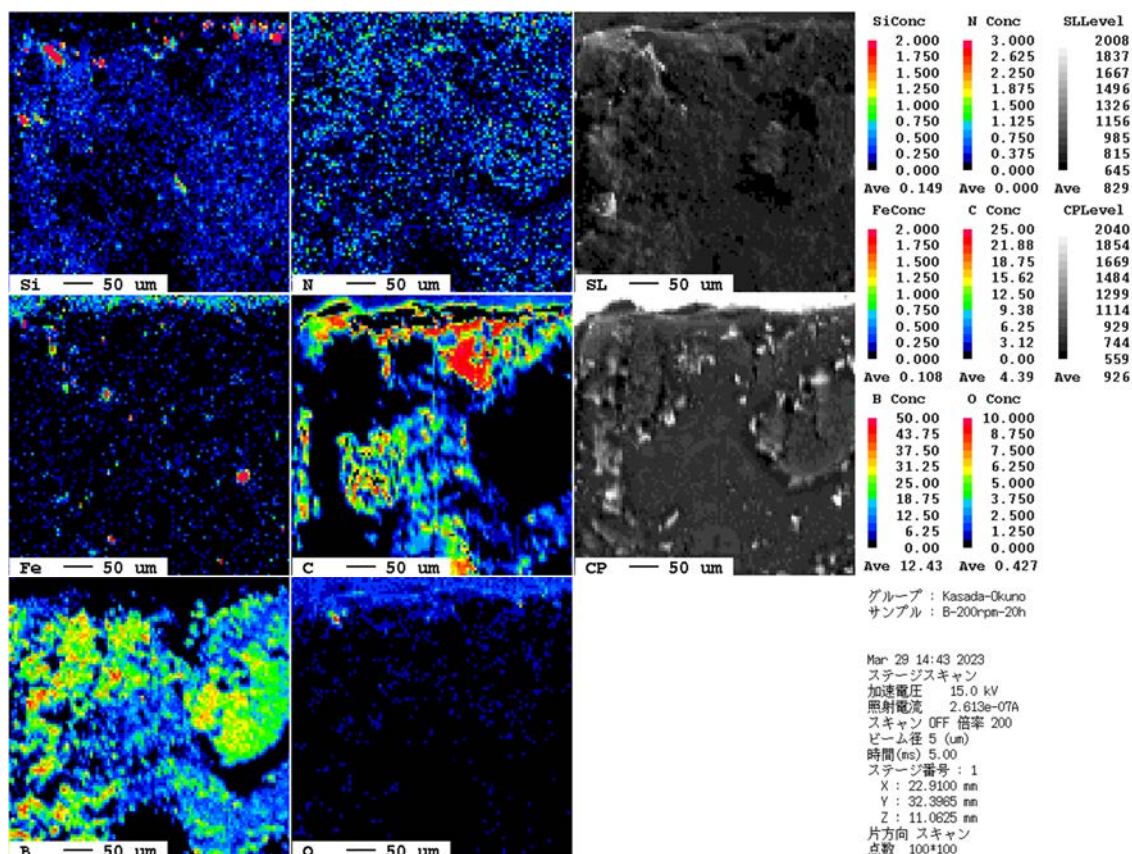 SiConc N Conc SLLevel
2.000 3.000 2008
1.750 2.625 1837
1.500 2.250 1667
1.250 1.875 1496
1.000 1.500 1326
0.750 1.125 1156
0.500 0.750 985
0.250 0.375 815
0.000 0.000 645
Ave 0.149 Ave 0.000 Ave 829
Si 50 um N 50 um SL 50 um
FeConc C Conc CPLevel
2.000 25.00 2040
1.750 21.88 1854
1.500 18.75 1669
1.250 15.62 1484
1.000 12.50 1299
0.750 9.38 1114
0.500 6.25 929
0.250 3.12 744
0.000 0.00 559
Ave 0.108 Ave 4.39 Ave 926
Fe 50 um C 50 um CP 50 um
B Conc O Conc
50.00 10.000
43.75 8.750
37.50 7.500
31.25 6.250
25.00 5.000
18.75 3.750
12.50 2.500
6.25 1.250
0.00 0.000
Ave 12.43 Ave 0.427
グループ : Kasada-Okuno
サンプル : B-200rpm-20h
Mar 29 14:43 2023
ステージスキャン
加速電圧 15.0 kV
照射電流 2.613e-07A
スキャン OFF 倍率 200
ビーム径 5 (um)
時間(ms) 5.00
ステージ番号 : 1
X : 22.9100 mm
Y : 32.3965 mm
Z : 11.0625 mm
片方向 スキャン
点数 100*100
B 50 um O 50 um